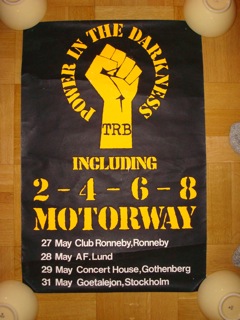 POWER IN THE DARKNESS
TRB
INCLUDING
2-4-6-8
MOTORWAY
27 May Club Ronneby,Ronneby
28 May A F. Lund
29 May Concert House,Gothenberg
31 May Goetalejon,Stockholm